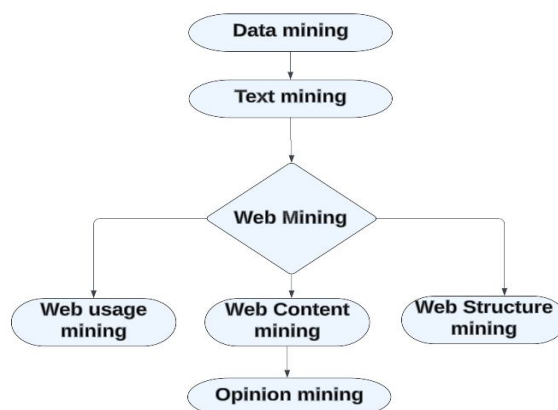 Data mining
Text mining
Web Mining
Web usage
mining
Web Content
mining
Web Structure
mining
Opinion mining